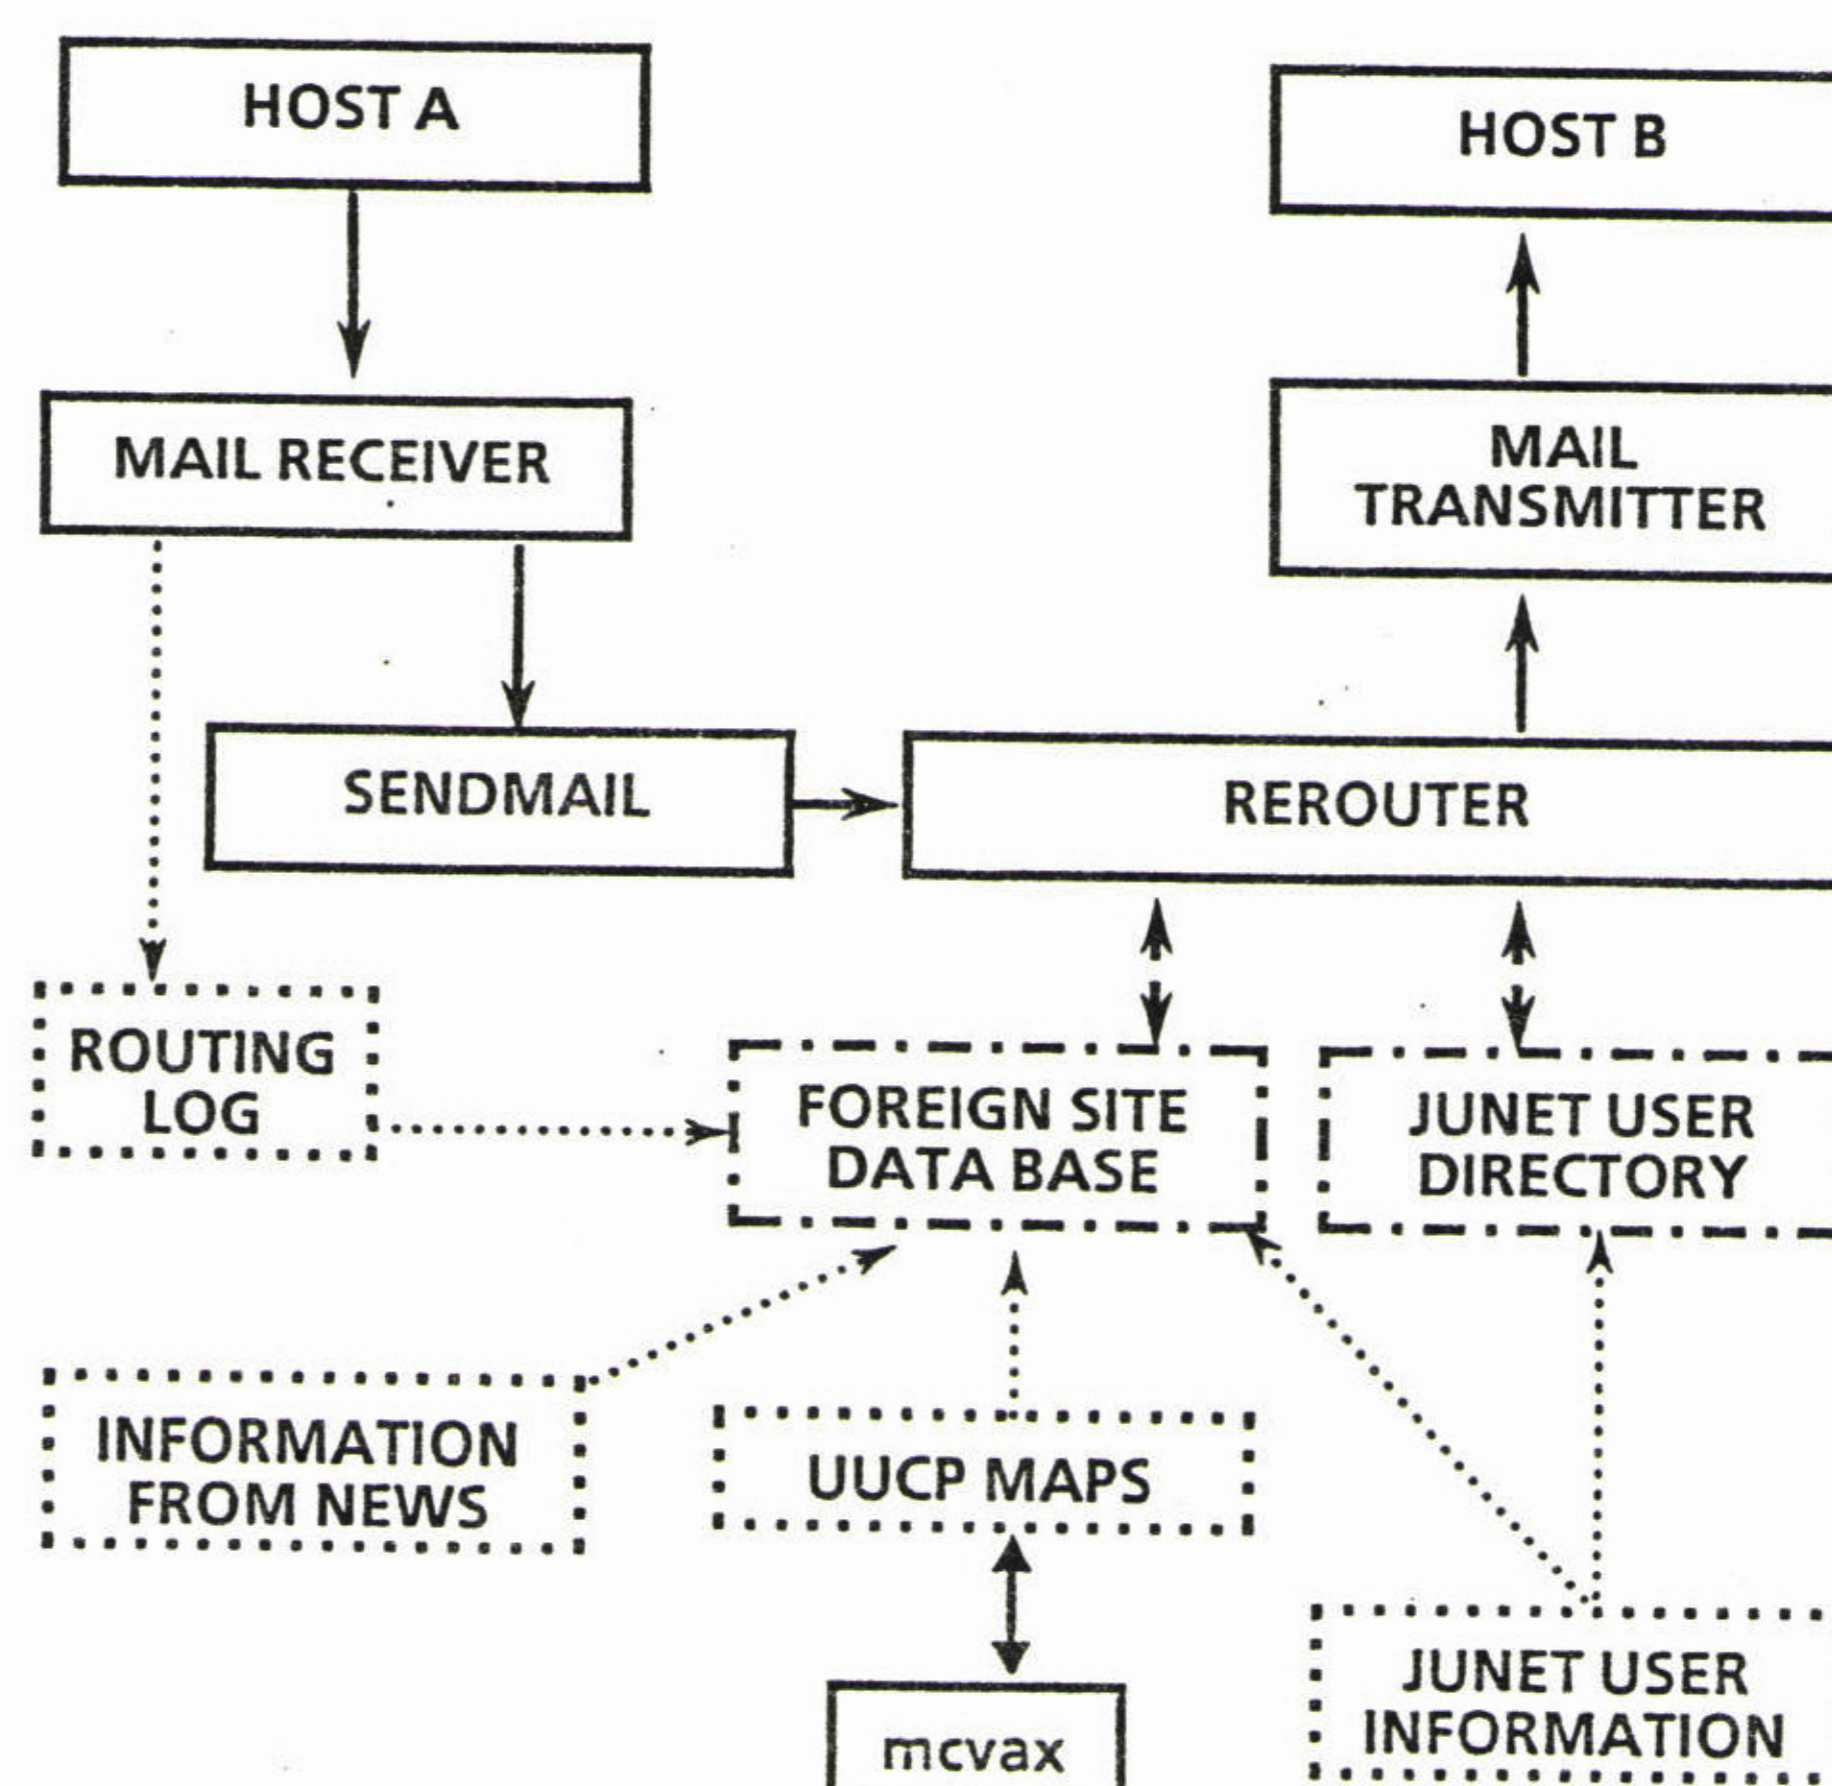 HOST A
HOST B
MAIL RECEIVER
MAIL
TRANSMITTER
SENDMAIL
REROUTER
ROUTING
LOG
FOREIGN SITE
DATA BASE
JUNET USER
DIRECTORY
INFORMATION
FROM NEWS
UUCP MAPS
JUNET USER
INFORMATION
mcvax